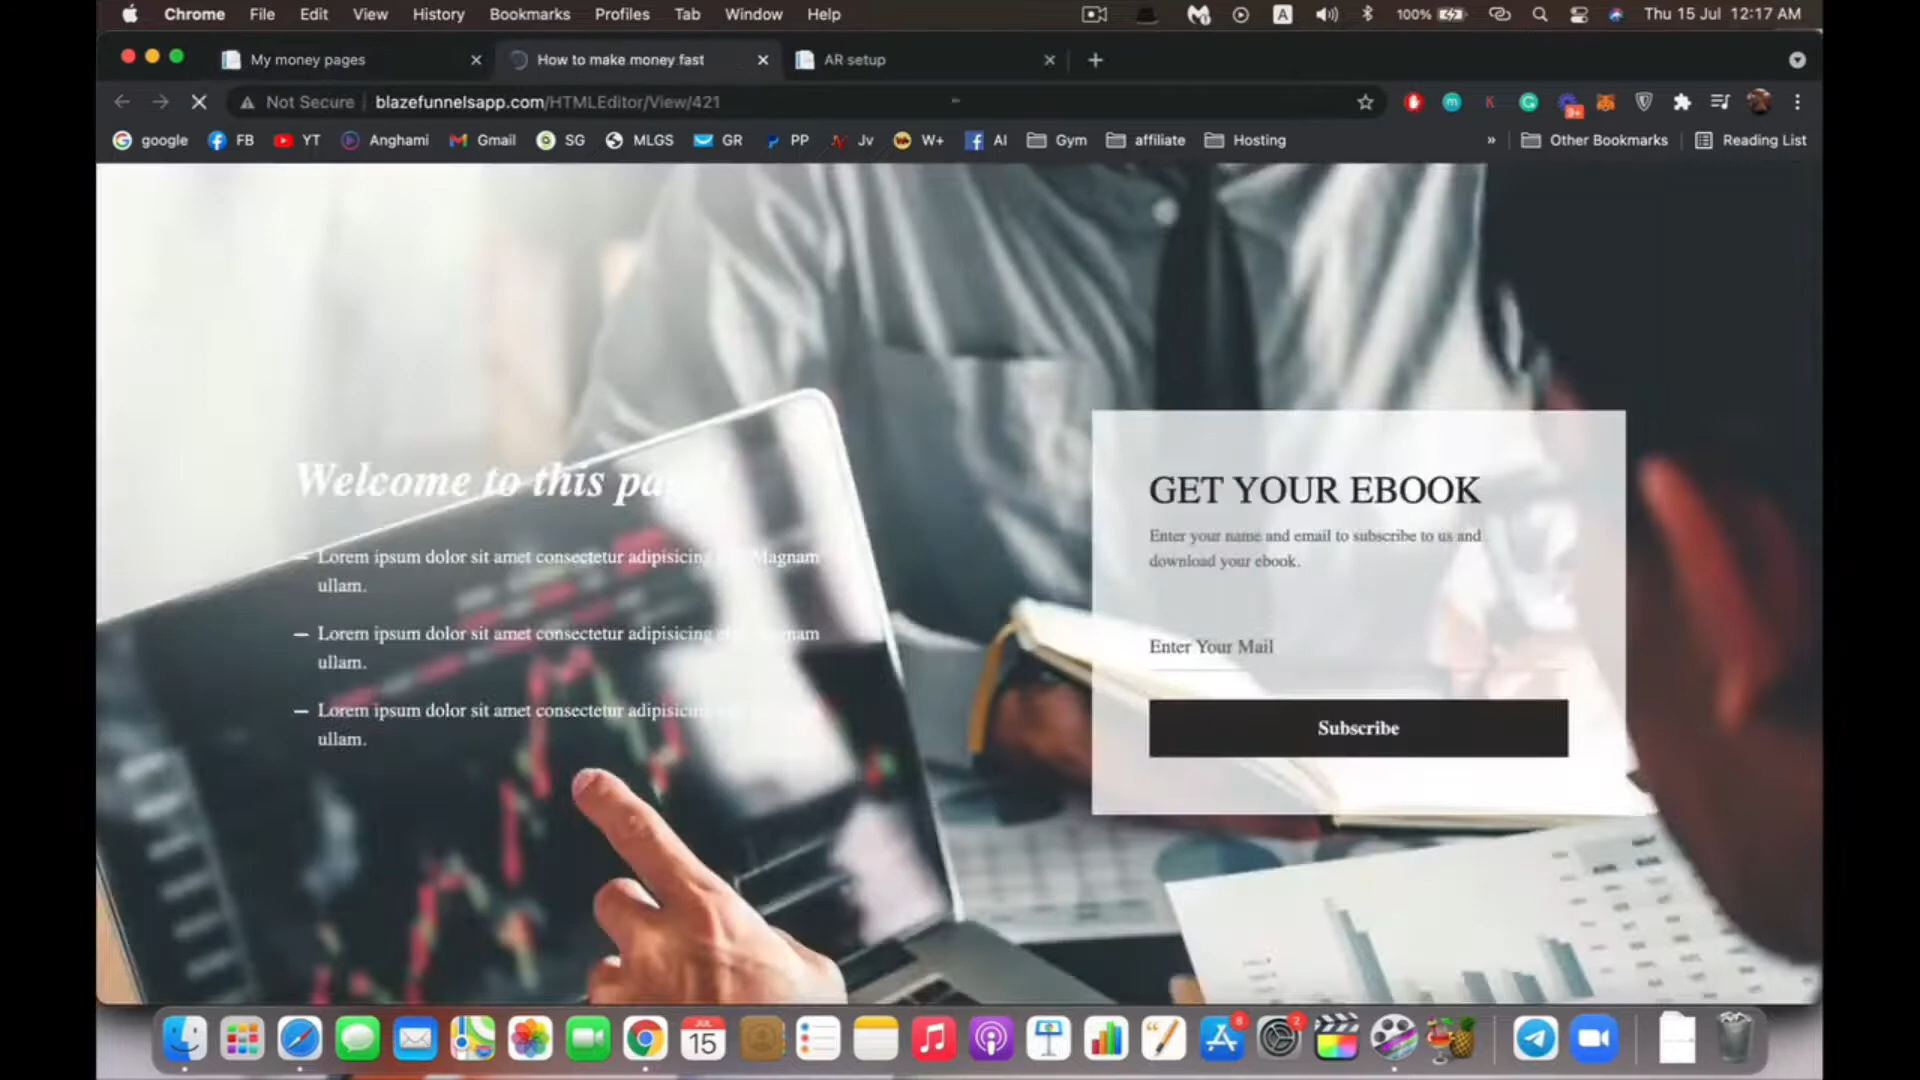 Chrome File Edit View History Bookmarks Profiles Tab Window Help 100% Thu 15 Jul 12:17 AM
My money pages How to make money fast AR setup
Not Secure blazefunnelsapp.com/HTMLEditor/View/421
google FB YT Anghami Gmail SG MLGS GR PP Jv W+ AI Gym affiliate Hosting » Other Bookmarks Reading List
Welcome to this
GET YOUR EBOOK
Enter your name and email to subscribe to us and
download your ebook.
Lorem ipsum dolor sit amet consectetur adipisicing Magnam
ullam.
Lorem ipsum dolor sit amet consectetur adipisicing
ullam.
Lorem ipsum dolor sit amet consectetur
ullam.
Enter Your Mail
Subscribe
JUL
15